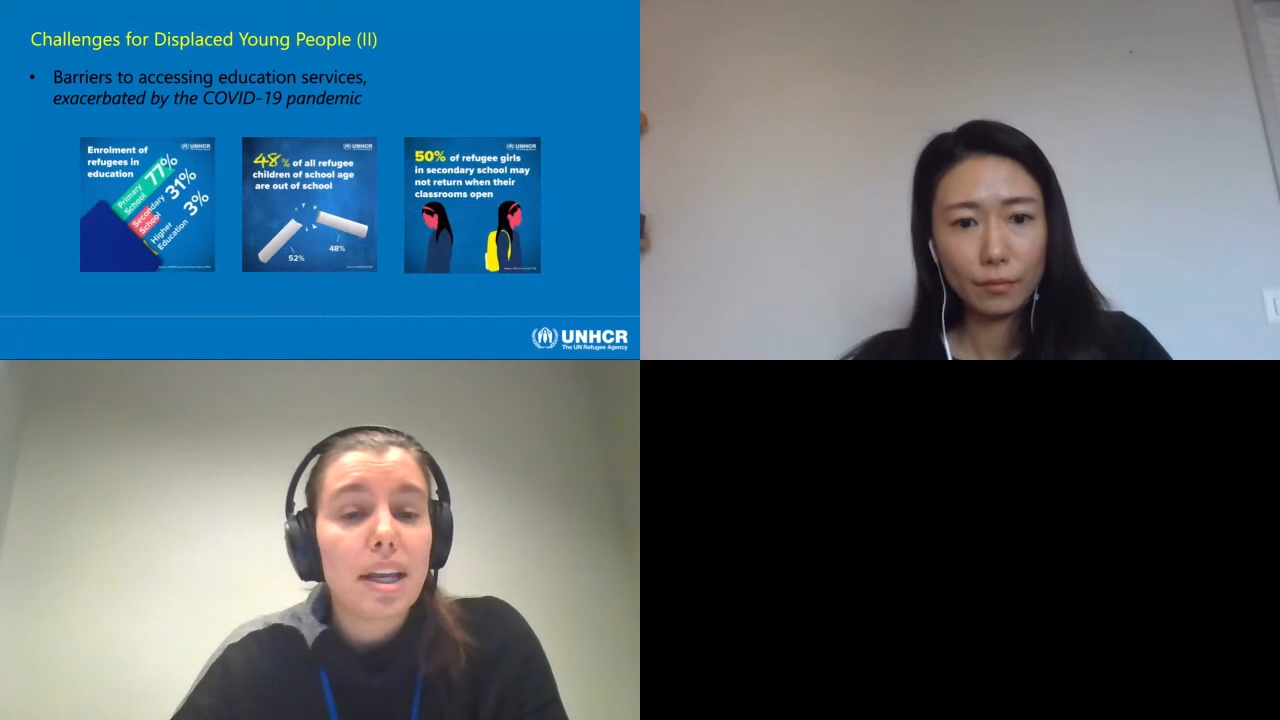 Challenges for Displaced Young People (II)
• Barriers to accessing education services,
exacerbated by the COVID-19 pandemic
UNHCR
Enrolment of
refugees in
education
Primary
School
77%
Secondary
School
31%
Higher
Education
3%
UNHCR
48% of all refugee
children of school age
are out of school
52%
48%
UNHCR
50% of refugee girls
in secondary school may
not return when their
classrooms open
UNHCR
The UN Refugee Agency